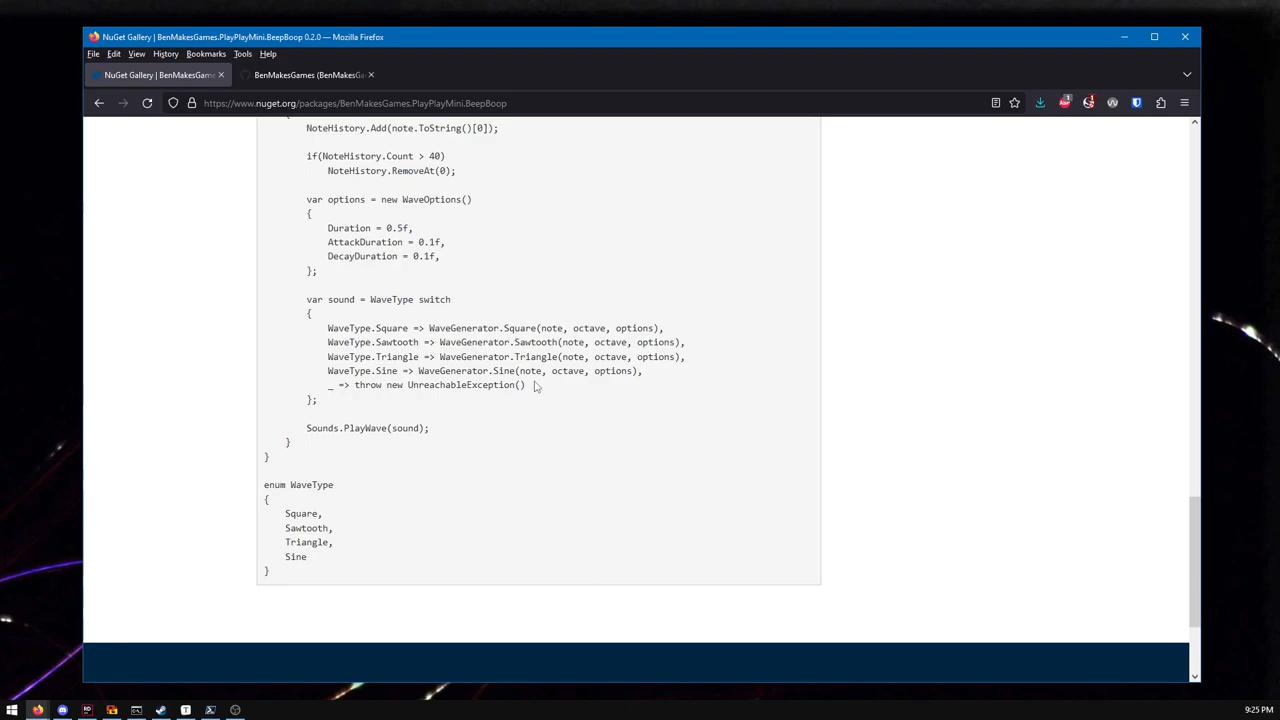 NuGet Gallery | BenMakesGames.PlayPlayMini.BeepBoop 0.2.0 — Mozilla Firefox
File Edit View History Bookmarks Tools Help
NuGet Gallery | BenMakesGame
BenMakesGames (BenMakesGa
https://www.nuget.org/packages/BenMakesGames.PlayPlayMini.BeepBoop
1
1
{
NoteHistory.Add(note.ToString()[0]);
if(NoteHistory.Count > 40)
NoteHistory.RemoveAt(0);
var options = new WaveOptions()
{
Duration = 0.5f,
AttackDuration = 0.1f,
DecayDuration = 0.1f,
};
var sound = WaveType switch
{
WaveType.Square => WaveGenerator.Square(note, octave, options),
WaveType.Sawtooth => WaveGenerator.Sawtooth(note, octave, options),
WaveType.Triangle => WaveGenerator.Triangle(note, octave, options),
WaveType.Sine => WaveGenerator.Sine(note, octave, options),
_ => throw new UnreachableException()
};
Sounds.PlayWave(sound);
}
}
enum WaveType
{
Square,
Sawtooth,
Triangle,
Sine
}
9:25 PM